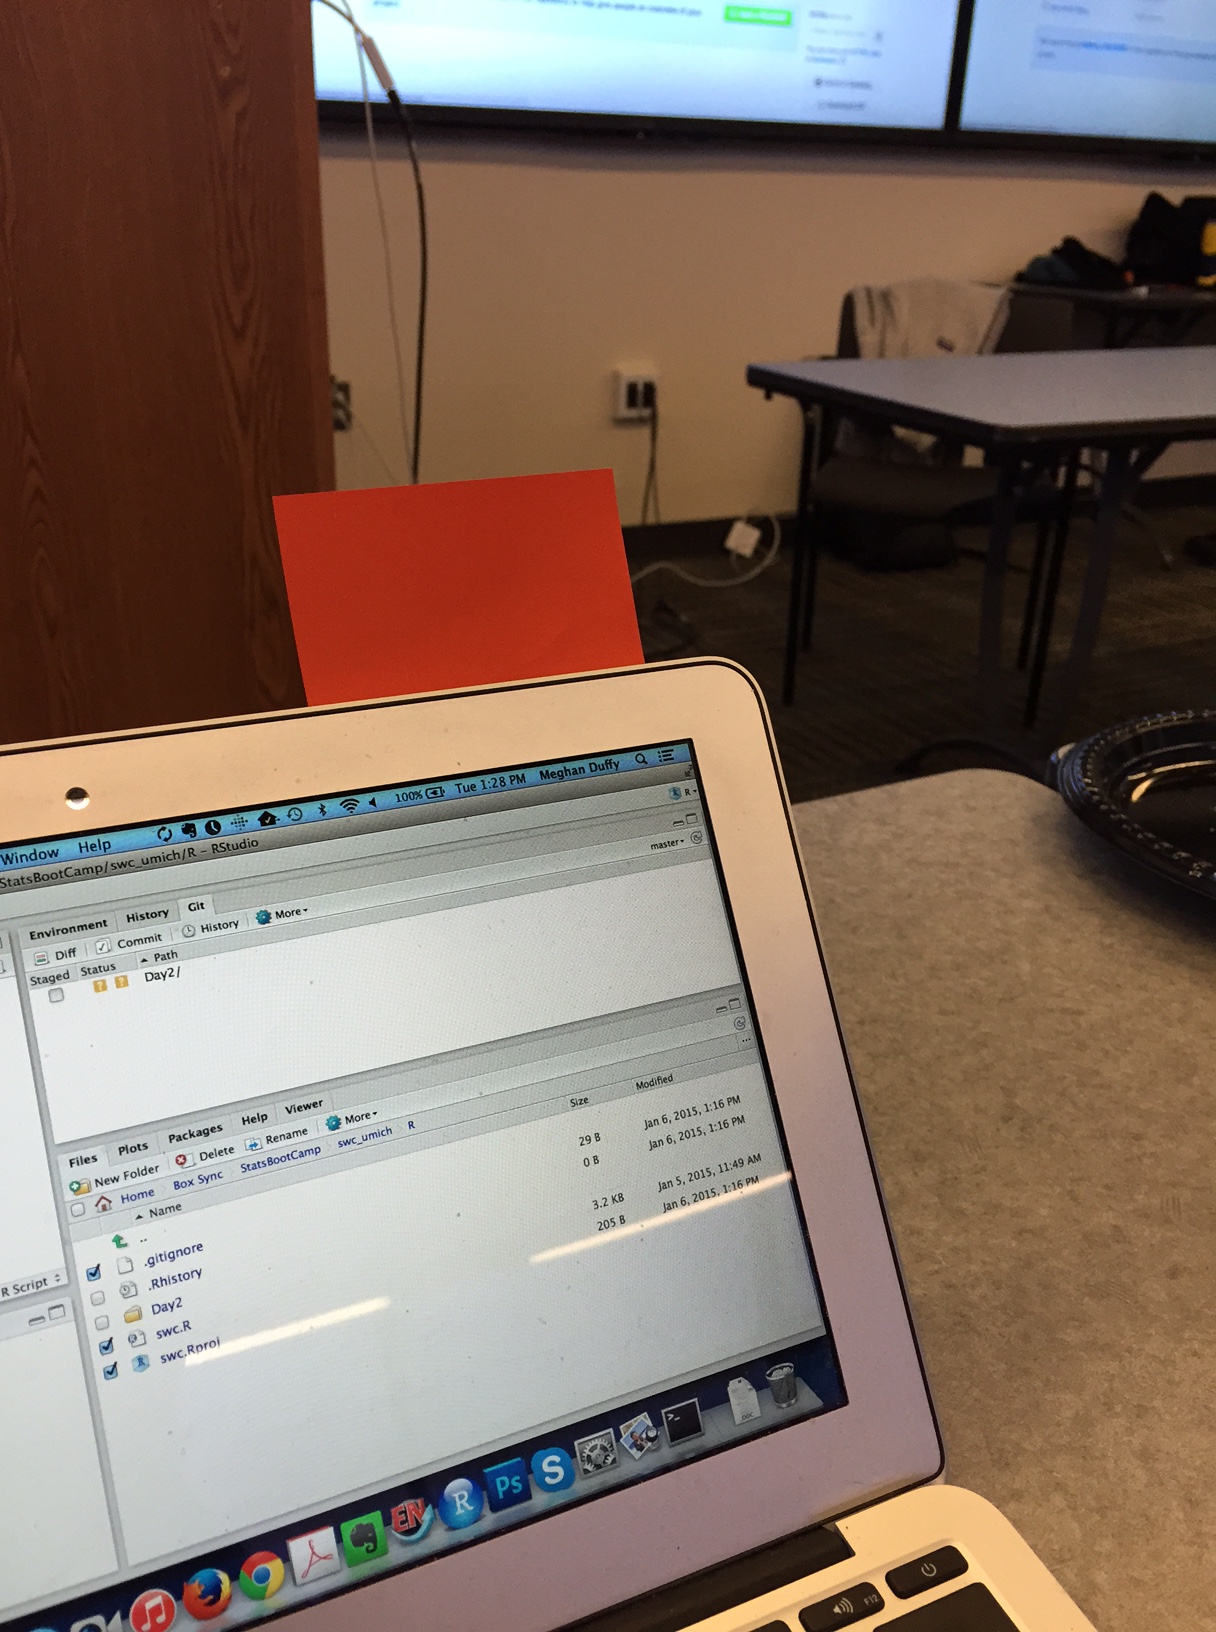 Window Help 100% Tue 1:28 PM Meghan Duffy
StatsBootCamp/swc_umich/R – RStudio
R
master
Environment History Git
Diff Commit History More
Staged Status Path
? ? Day2/
Files Plots Packages Help Viewer
New Folder Delete Rename More
Home Box Sync StatsBootCamp swc_umich R
Name Size Modified
..
.gitignore 29 B Jan 6, 2015, 1:16 PM
.Rhistory 0 B Jan 6, 2015, 1:16 PM
Day2
swc.R 3.2 KB Jan 5, 2015, 11:49 AM
swc.Rproj 205 B Jan 6, 2015, 1:16 PM
R Script
EN R Ps S >_ DOC
F12